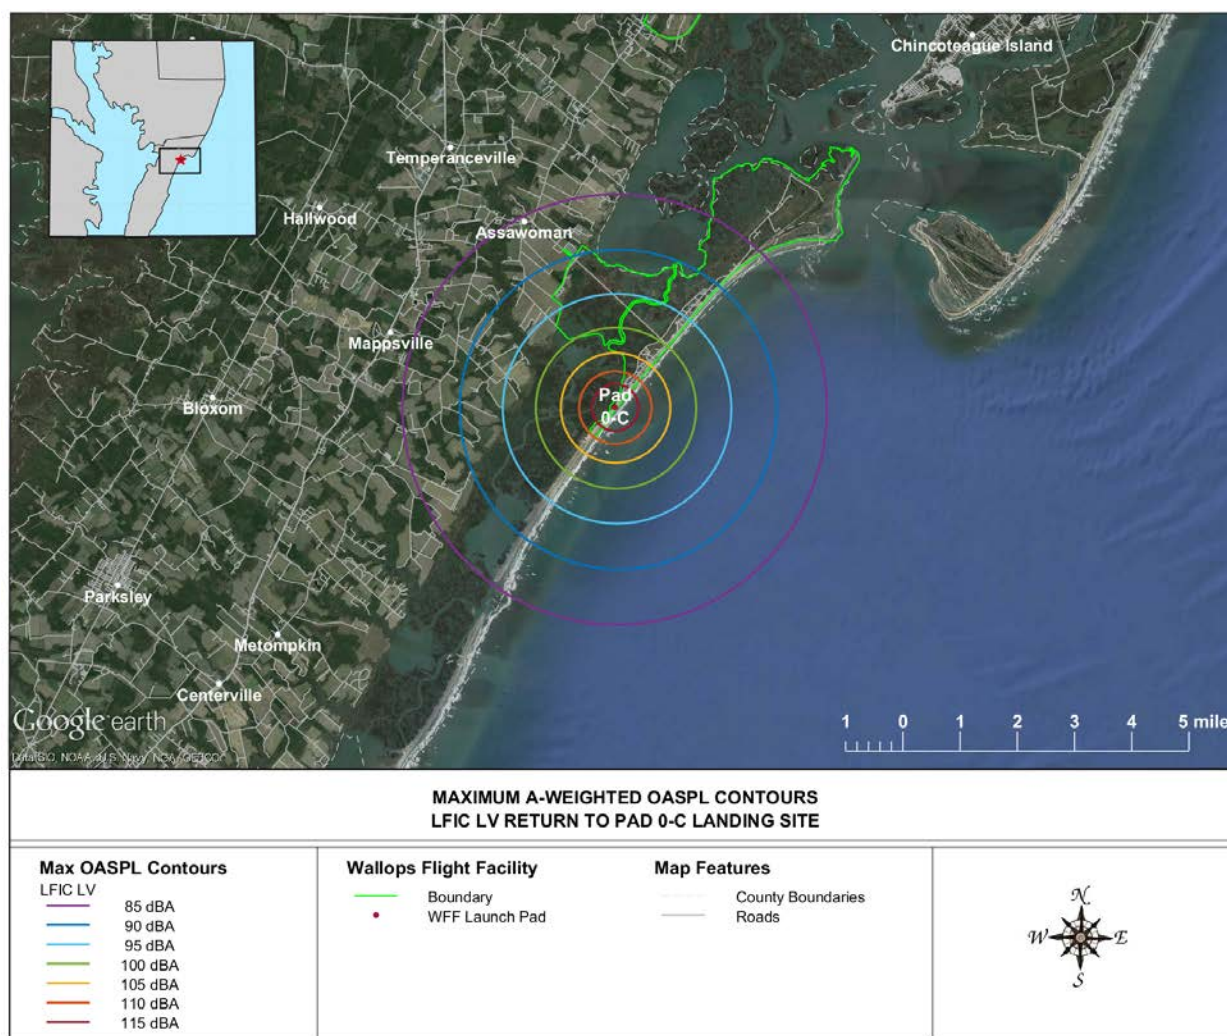 Chincoteague Island
Temperanceville
Hallwood
Assawoman
Mappsville
Bloxom
Pad
0-C
Parksley
Metompkin
Centerville
Google earth
1 0 1 2 3 4 5 mile
MAXIMUM A-WEIGHTED OASPL CONTOURS
LFIC LV RETURN TO PAD 0-C LANDING SITE
Max OASPL Contours
LFIC LV
85 dBA
90 dBA
95 dBA
100 dBA
105 dBA
110 dBA
115 dBA
Wallops Flight Facility
Boundary
WFF Launch Pad
Map Features
County Boundaries
Roads
N
W E
S